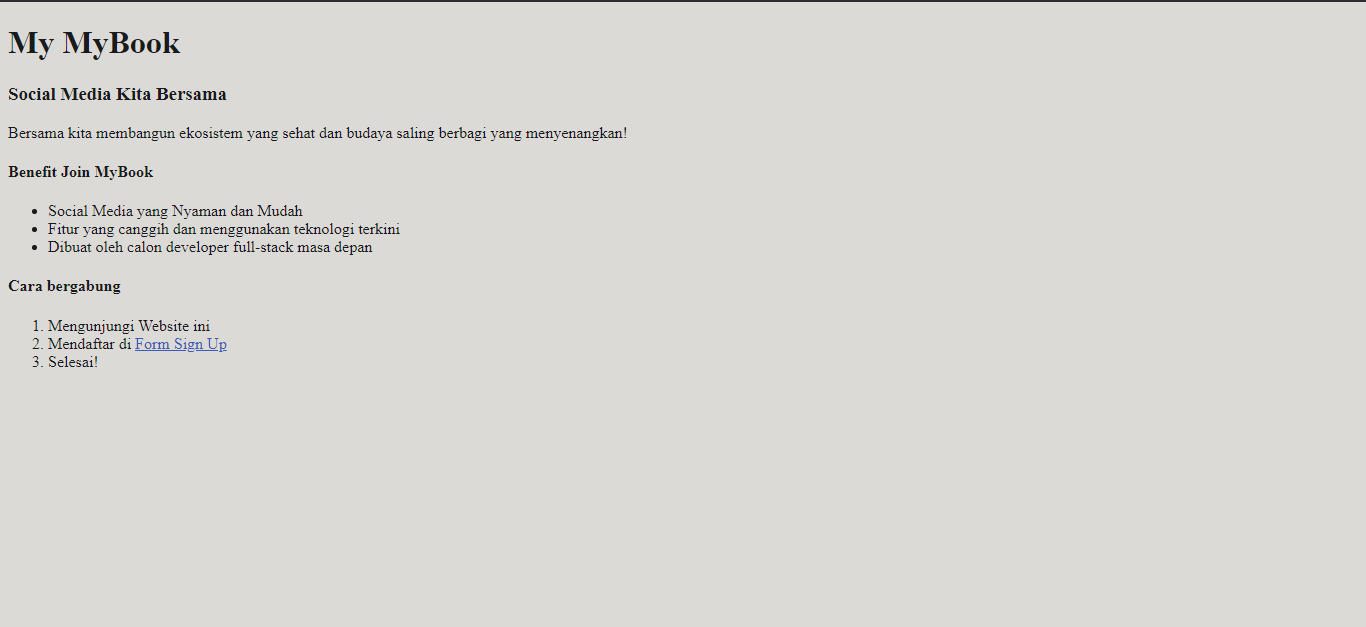 My MyBook
Social Media Kita Bersama
Bersama kita membangun ekosistem yang sehat dan budaya saling berbagi yang menyenangkan!
Benefit Join MyBook
• Social Media yang Nyaman dan Mudah
• Fitur yang canggih dan menggunakan teknologi terkini
• Dibuat oleh calon developer full-stack masa depan
Cara bergabung
1. Mengunjungi Website ini
2. Mendaftar di Form Sign Up
3. Selesai!